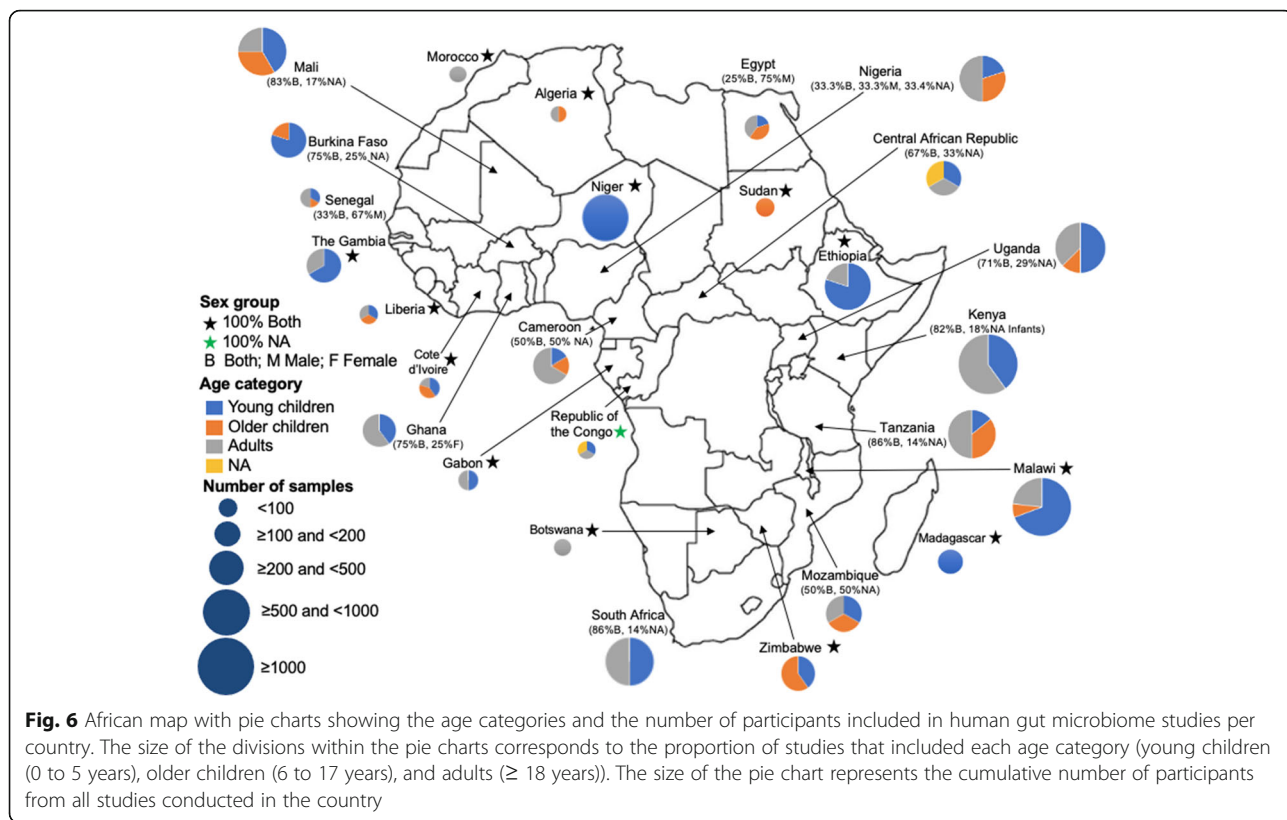 Mali
(83%B, 17%NA)
Morocco ★
Algeria ★
Egypt
(25%B, 75%M)
Nigeria
(33.3%B, 33.3%M, 33.4%NA)
Burkina Faso
(75%B, 25% NA)
Central African Republic
(67%B, 33%NA)
Niger ★
Sudan ★
Senegal
(33%B, 67%M)
The Gambia
★
★
Ethiopia
Uganda
(71%B, 29%NA)
Liberia ★
Cameroon
(50%B, 50% NA)
Kenya
(82%B, 18%NA Infants)
Cote
d'Ivoire ★
Ghana
(75%B, 25%F)
Gabon ★
Republic of
the Congo ★
Tanzania
(86%B, 14%NA)
Malawi ★
Botswana ★
Madagascar ★
Mozambique
(50%B, 50%NA)
South Africa
(86%B, 14%NA)
Zimbabwe ★
Sex group
★ 100% Both
★ 100% NA
B Both; M Male; F Female
Age category
Young children
Older children
Adults
NA
Number of samples
<100
≥100 and <200
≥200 and <500
≥500 and <1000
≥1000
Fig. 6 African map with pie charts showing the age categories and the number of participants included in human gut microbiome studies per
country. The size of the divisions within the pie charts corresponds to the proportion of studies that included each age category (young children
(0 to 5 years), older children (6 to 17 years), and adults (≥ 18 years)). The size of the pie chart represents the cumulative number of participants
from all studies conducted in the country